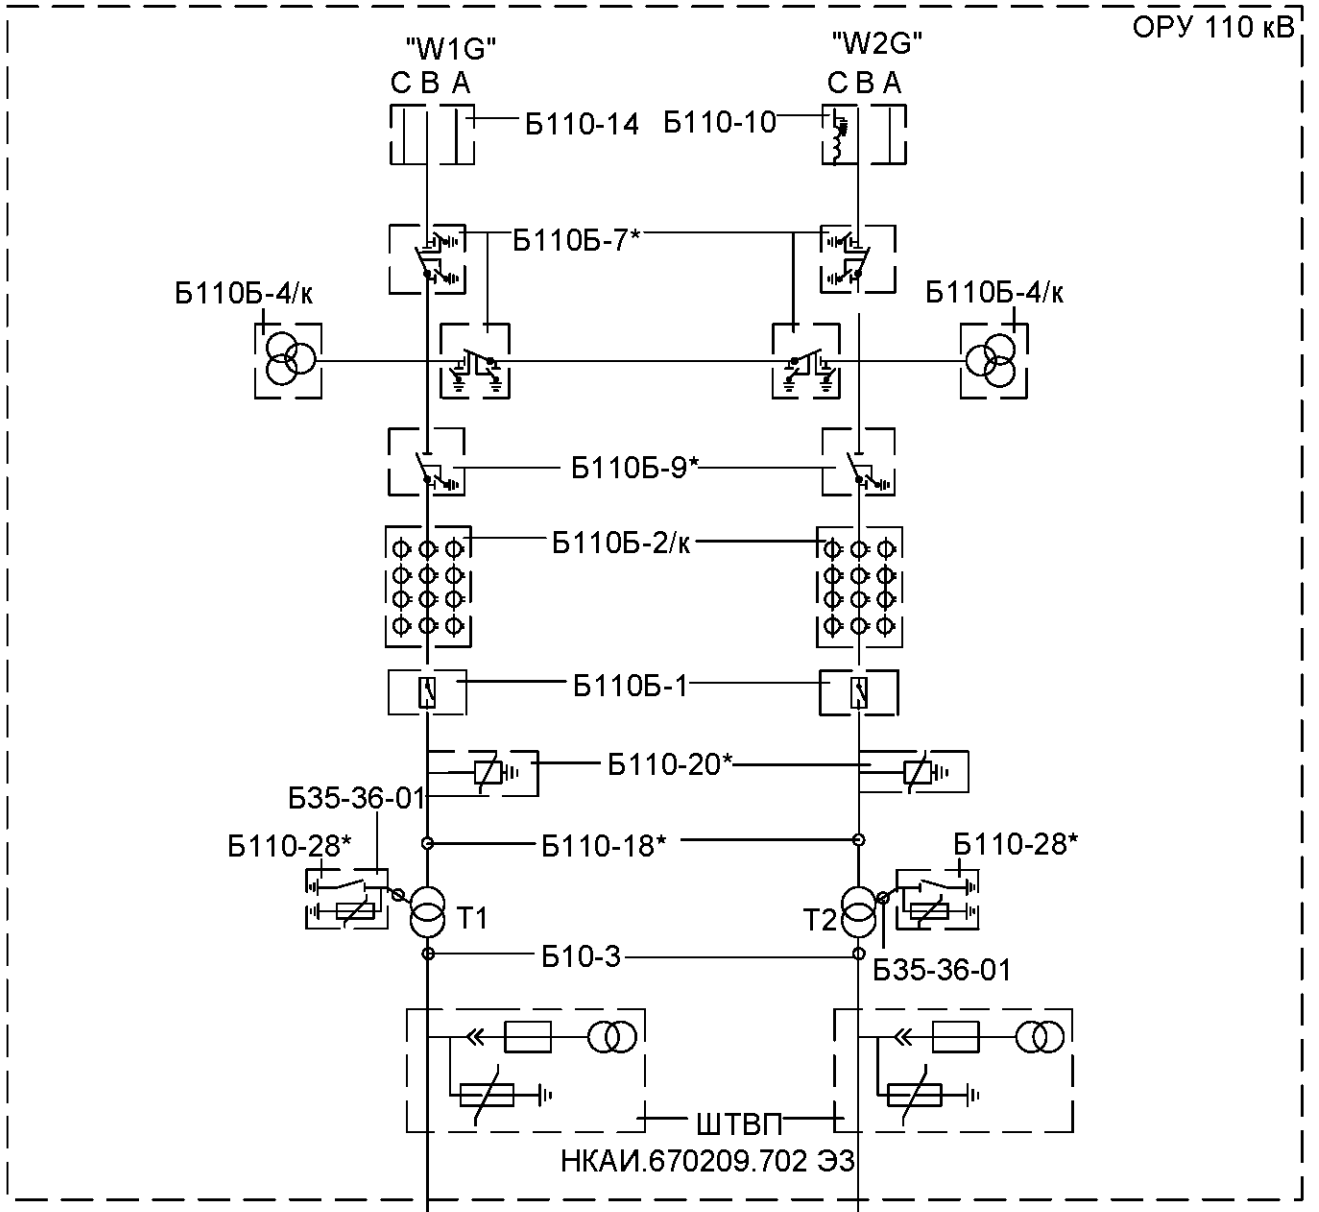 ОРУ 110 кВ
"W1G"
"W2G"
С В А
С В А
Б110-14
Б110-10
Б110Б-7*
Б110Б-4/к
Б110Б-4/к
Б110Б-9*
Б110Б-2/к
Б110Б-1
Б110-20*
Б35-36-01
Б110-28*
Б110-18*
Б110-28*
Т1
Т2
Б10-3
Б35-36-01
ШТВП
НКАИ.670209.702 ЭЗ